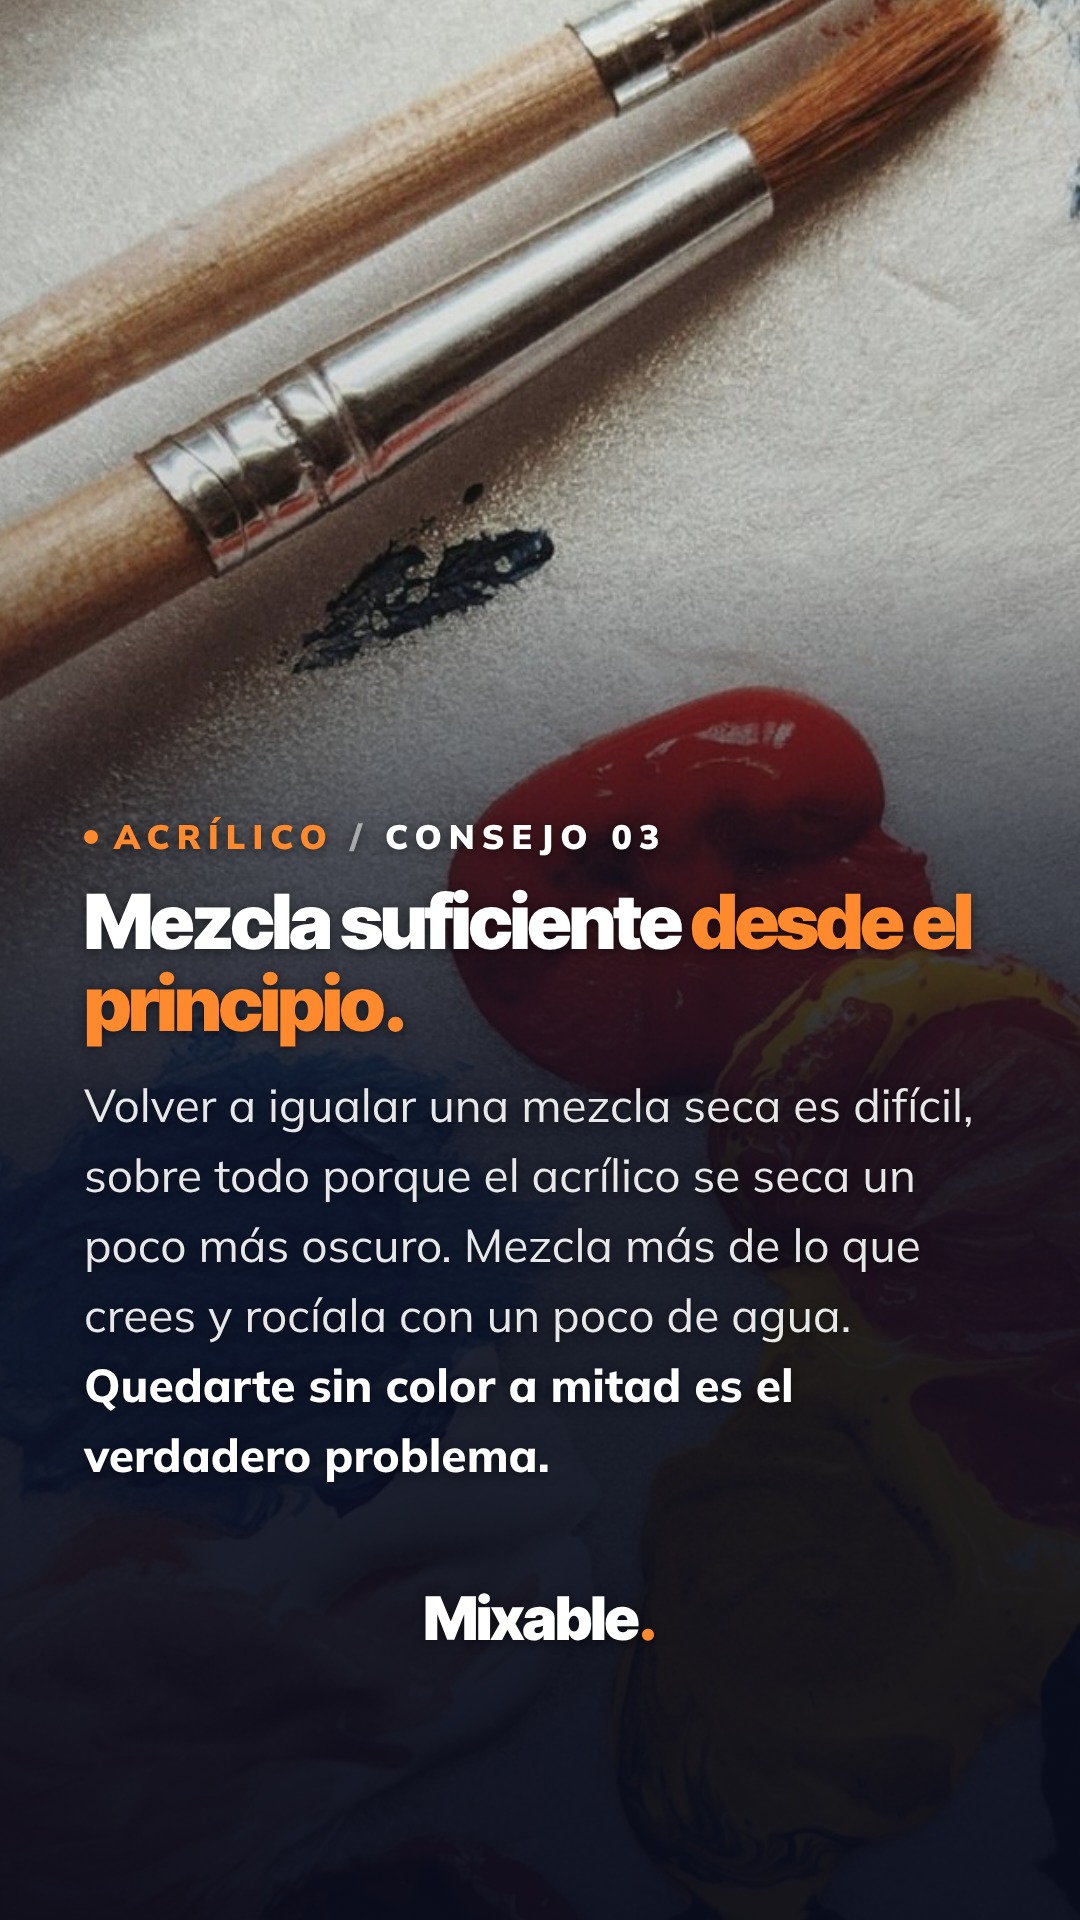 • ACRÍLICO / CONSEJO 03
Mezcla suficiente desde el
principio.
Volver a igualar una mezcla seca es difícil,
sobre todo porque el acrílico se seca un
poco más oscuro. Mezcla más de lo que
crees y rocíala con un poco de agua.
Quedarte sin color a mitad es el
verdadero problema.
Mixable.